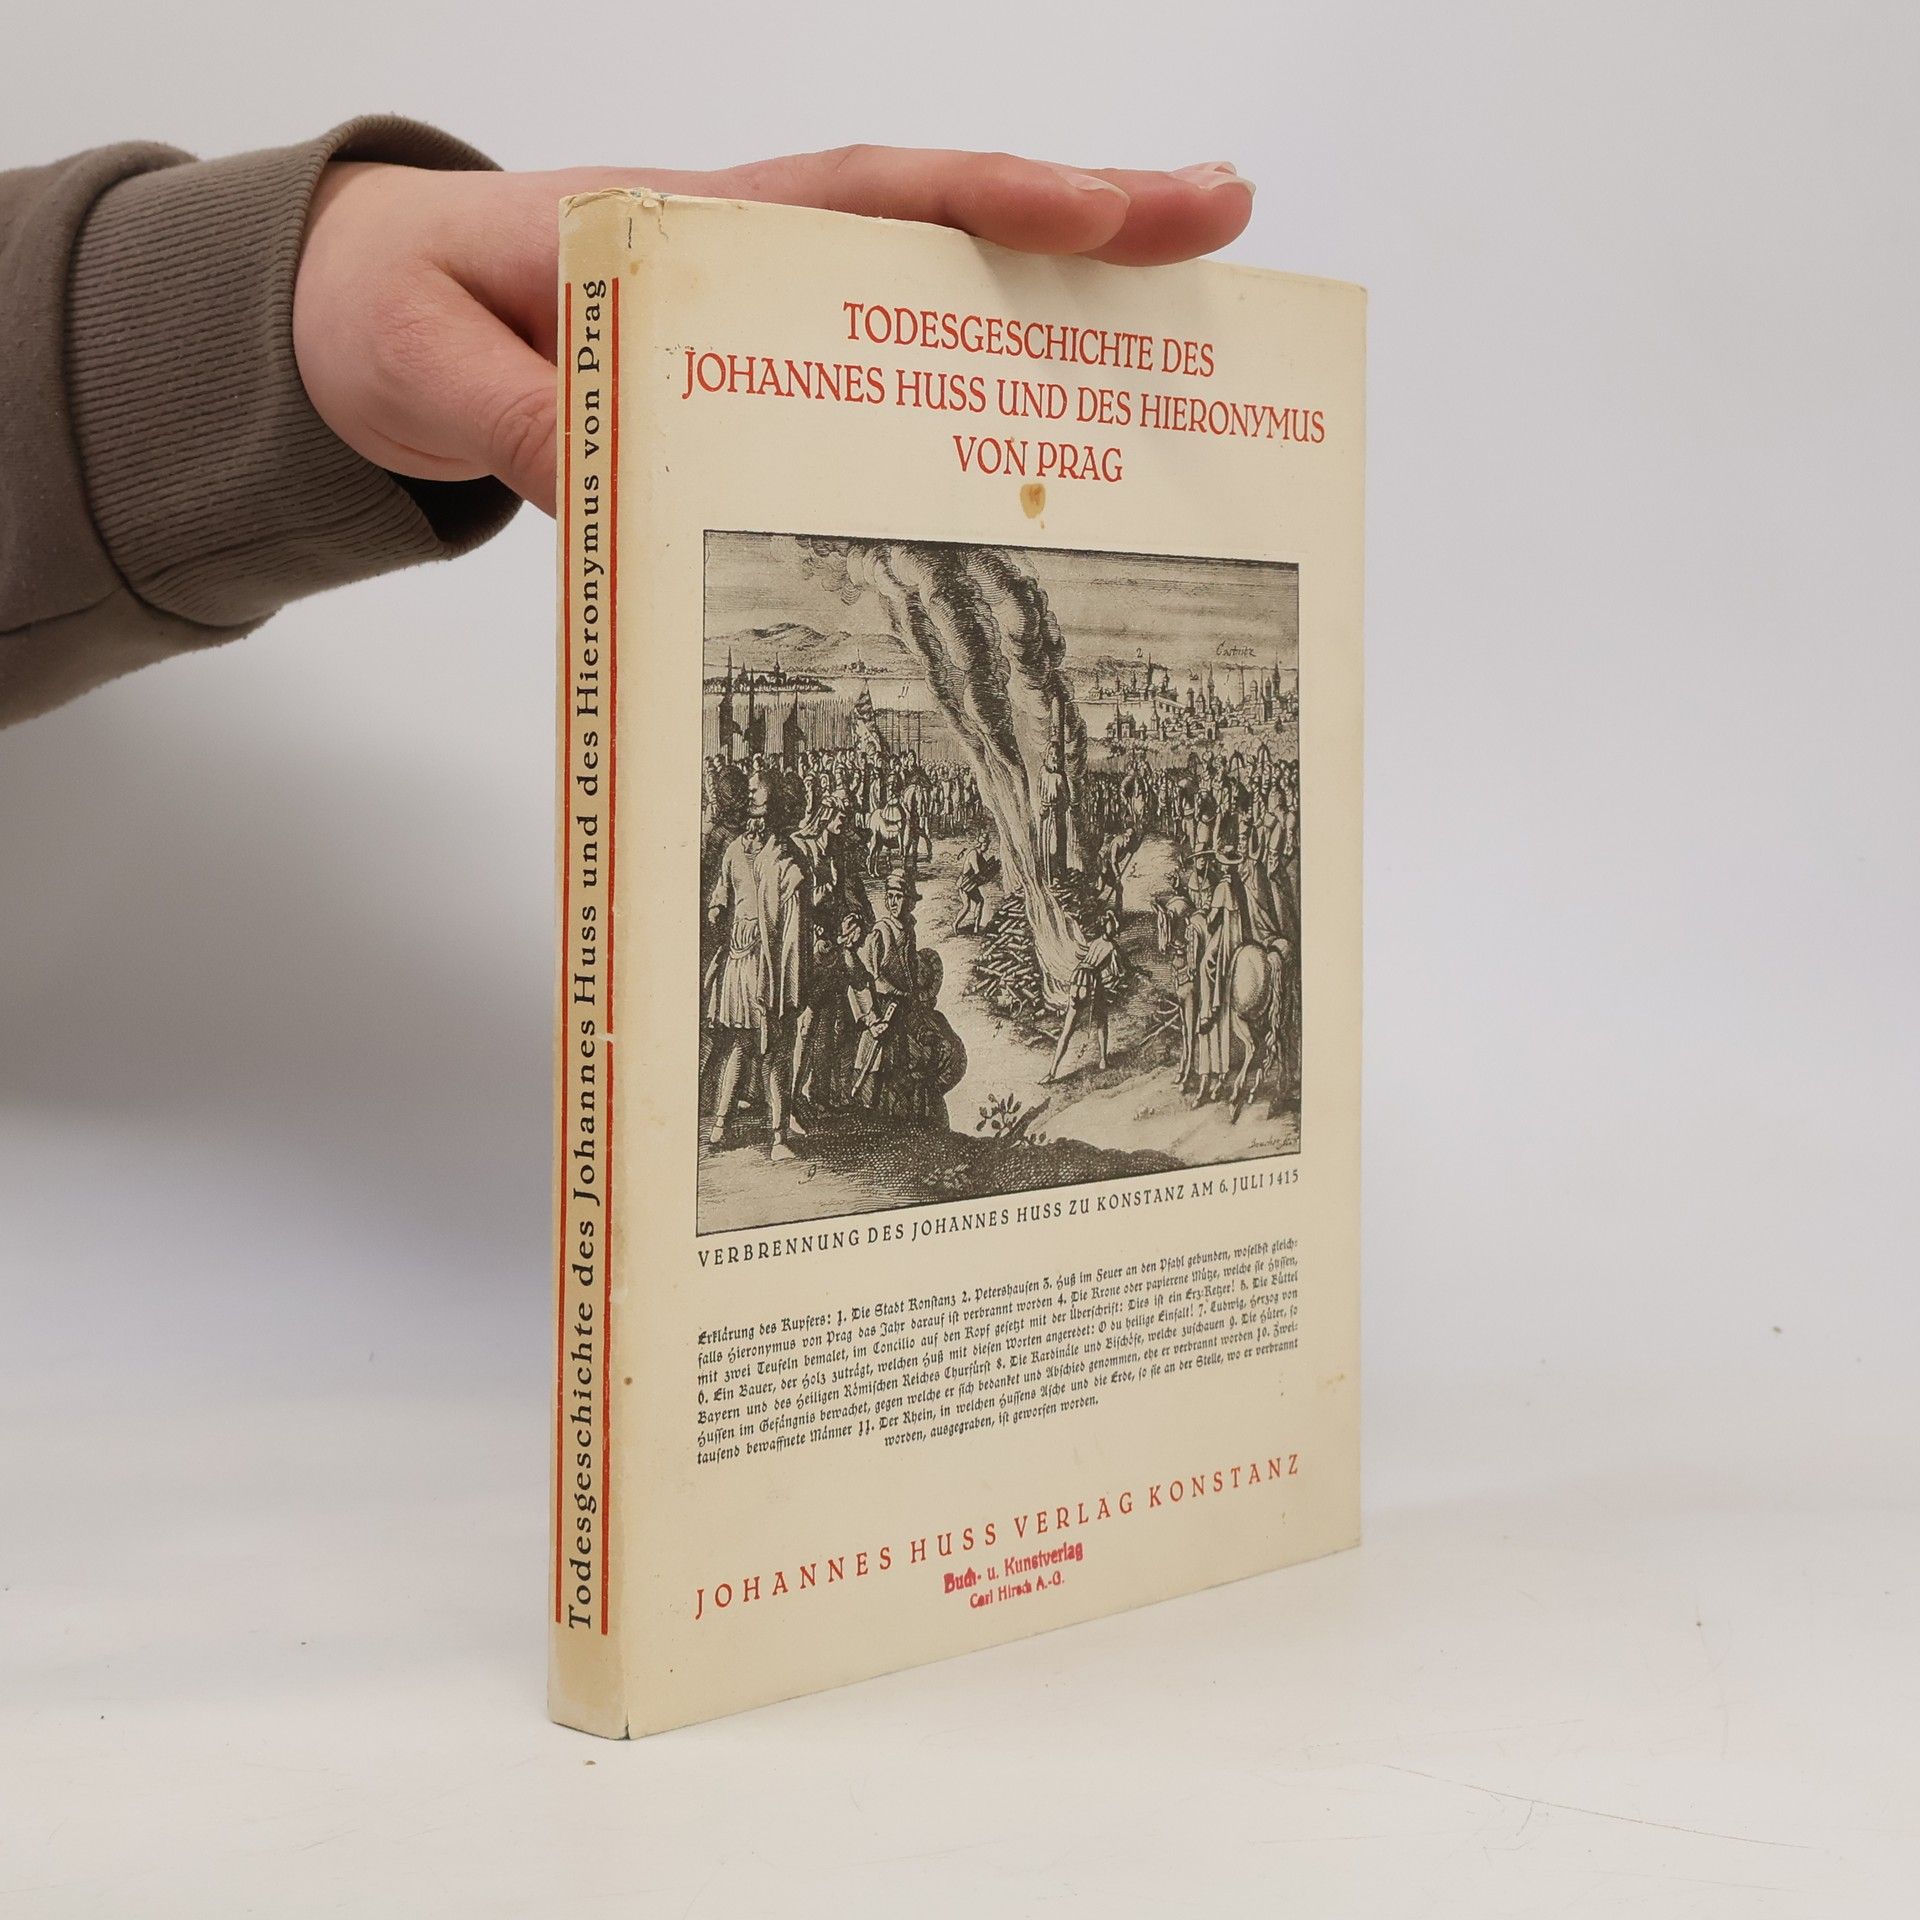 Todesgeschichte des Johannes Huss und des Hieronymus von Prag
TODESGESCHICHTE DES
JOHANNES HUSS UND DES HIERONYMUS
VON PRAG
2
11
9
VERBRENNUNG DES JOHANNES HUSS ZU KONSTANZ AM 6. JULI 1415
Erklärung des Kupfers: 1. Die Stadt Konstanz 2. Petershausen 3. Huß im Feuer an den Pfahl gebunden, woselbst gleich-
falls Hieronymus von Prag das Jahr darauf ist verbrannt worden 4. Die Krone oder papierene Mütze, welche sie Hussen,
mit zwei Teufeln bemalet, im Concilio auf den Kopf gesetzt mit der Überschrift: Dies ist ein Erz-Ketzer! 5. Die Büttel
6. Ein Bauer, der Holz zuträgt, welchen Huß mit diesen Worten angeredet: O du heilige Einfalt! 7. Ludwig, Herzog von
Bayern und des Heiligen Römischen Reiches Churfürst 8. Die Kardinäle und Bischöfe, welche zuschauen 9. Die Hüter, so
Hussen im Gefängnis bewachet, gegen welche er sich bedanket und Abschied genommen, ehe er verbrannt worden 10. Zwei-
tausend bewaffnete Männer 11. Der Rhein, in welchen Hussens Asche und die Erde, so sie an der Stelle, wo er verbrannt
worden, ausgegraben, ist geworfen worden.
JOHANNES HUSS VERLAG KONSTANZ
Buch- u. Kunstverlag
Carl Hirsch A.-G.